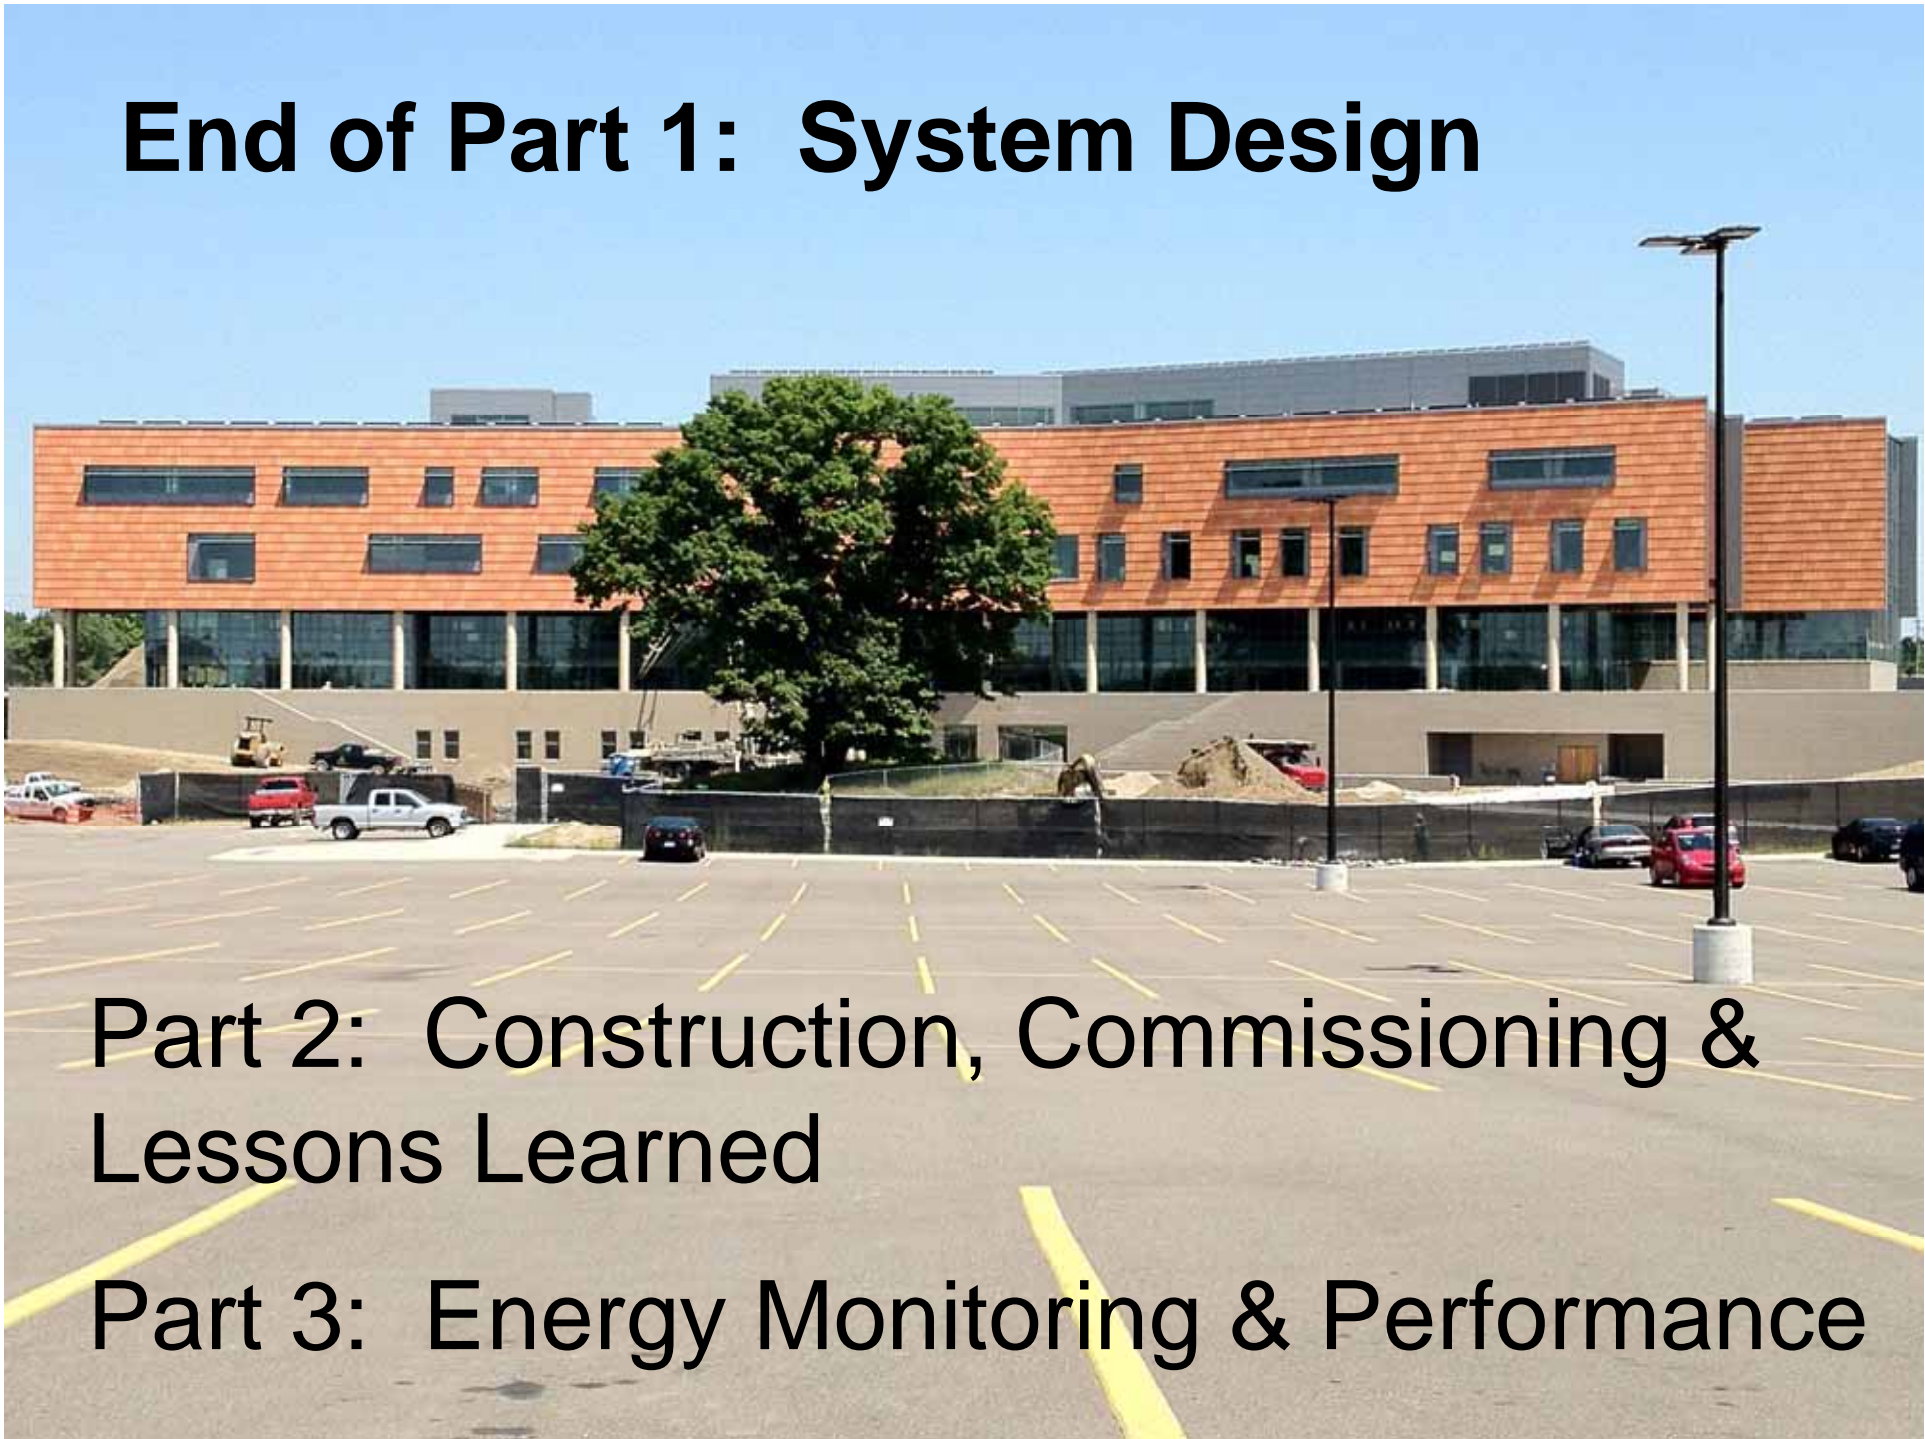 End of Part 1: System Design
Part 2: Construction, Commissioning &
Lessons Learned
Part 3: Energy Monitoring & Performance